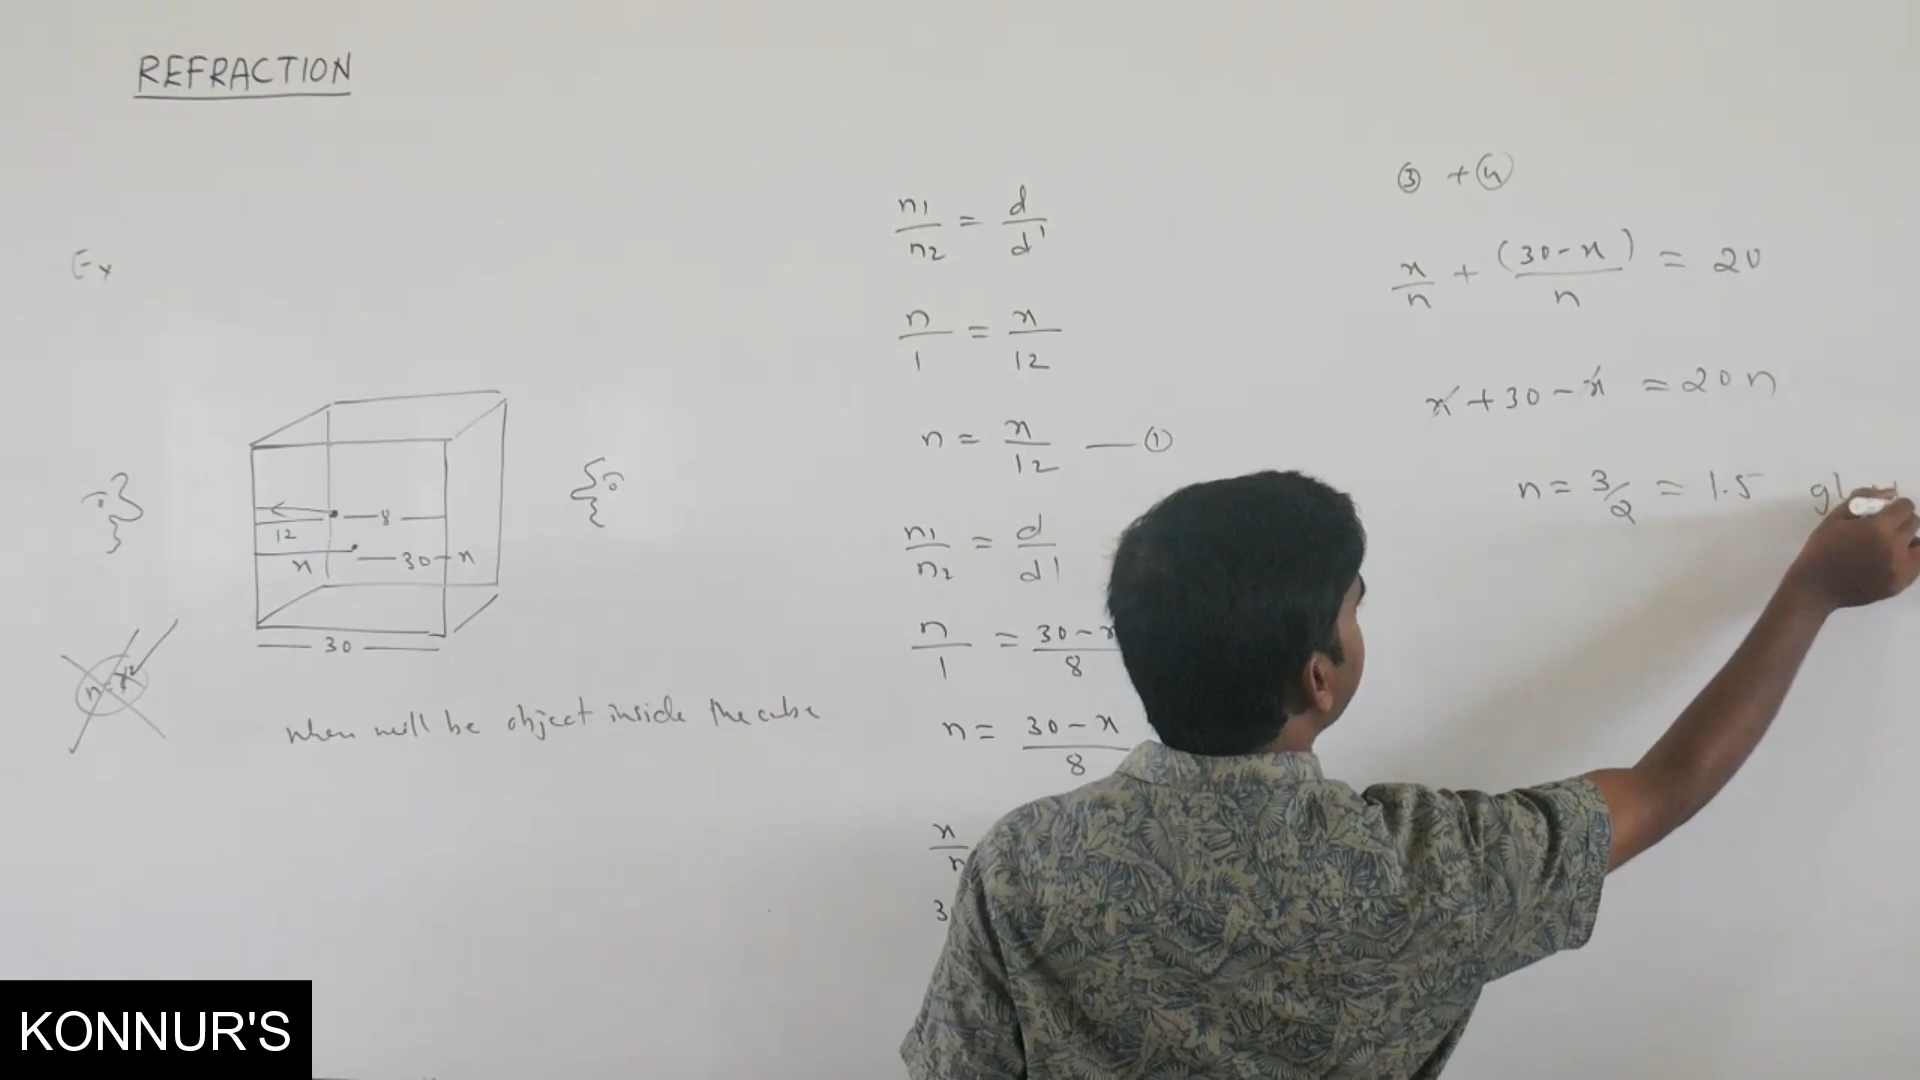 REFRACTION
Ex
12 8
x 30-x
30
when will be object inside the cube
n1/n2 = d/d'
n/1 = x/12
n = x/12 — ①
n1/n2 = d/d'
n/1 = 30-x/8
n = 30-x/8
x/n
3
③ + ④
x/n + (30-x)/n = 20
x + 30 - x = 20n
n = 3/2 = 1.5
KONNUR'S